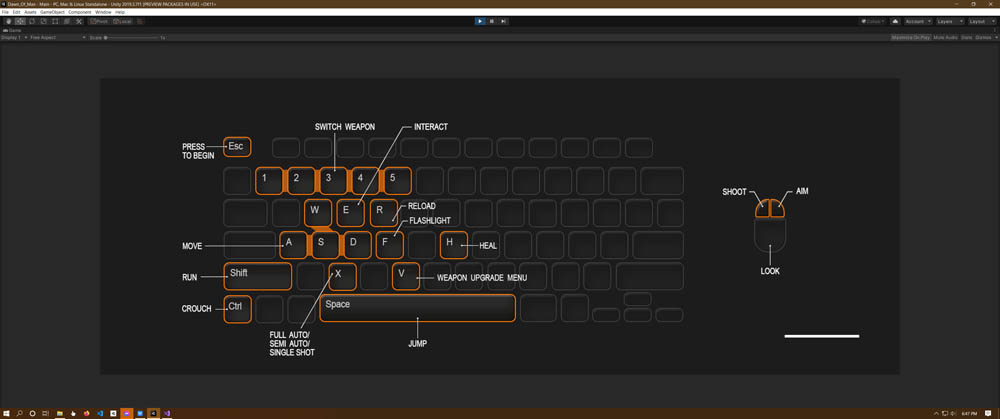 Dawn_Of_Man - Main - PC, Mac & Linux Standalone - Unity 2019.3.7f1 [PREVIEW PACKAGES IN USE] <DX11>
File Edit Assets GameObject Component Window Help
Pivot Local Collab Account Layers Layout
Game
Display 1 Free Aspect Scale 1x Maximize On Play Mute Audio Stats Gizmos
SWITCH WEAPON INTERACT
PRESS
TO BEGIN
Esc
1 2 3 4 5
SHOOT AIM
W E R
RELOAD
FLASHLIGHT
MOVE
A S D F H
HEAL
LOOK
RUN
Shift X V
WEAPON UPGRADE MENU
CROUCH
Ctrl Space
FULL AUTO/
SEMI AUTO/
SINGLE SHOT
JUMP
6:47 PM